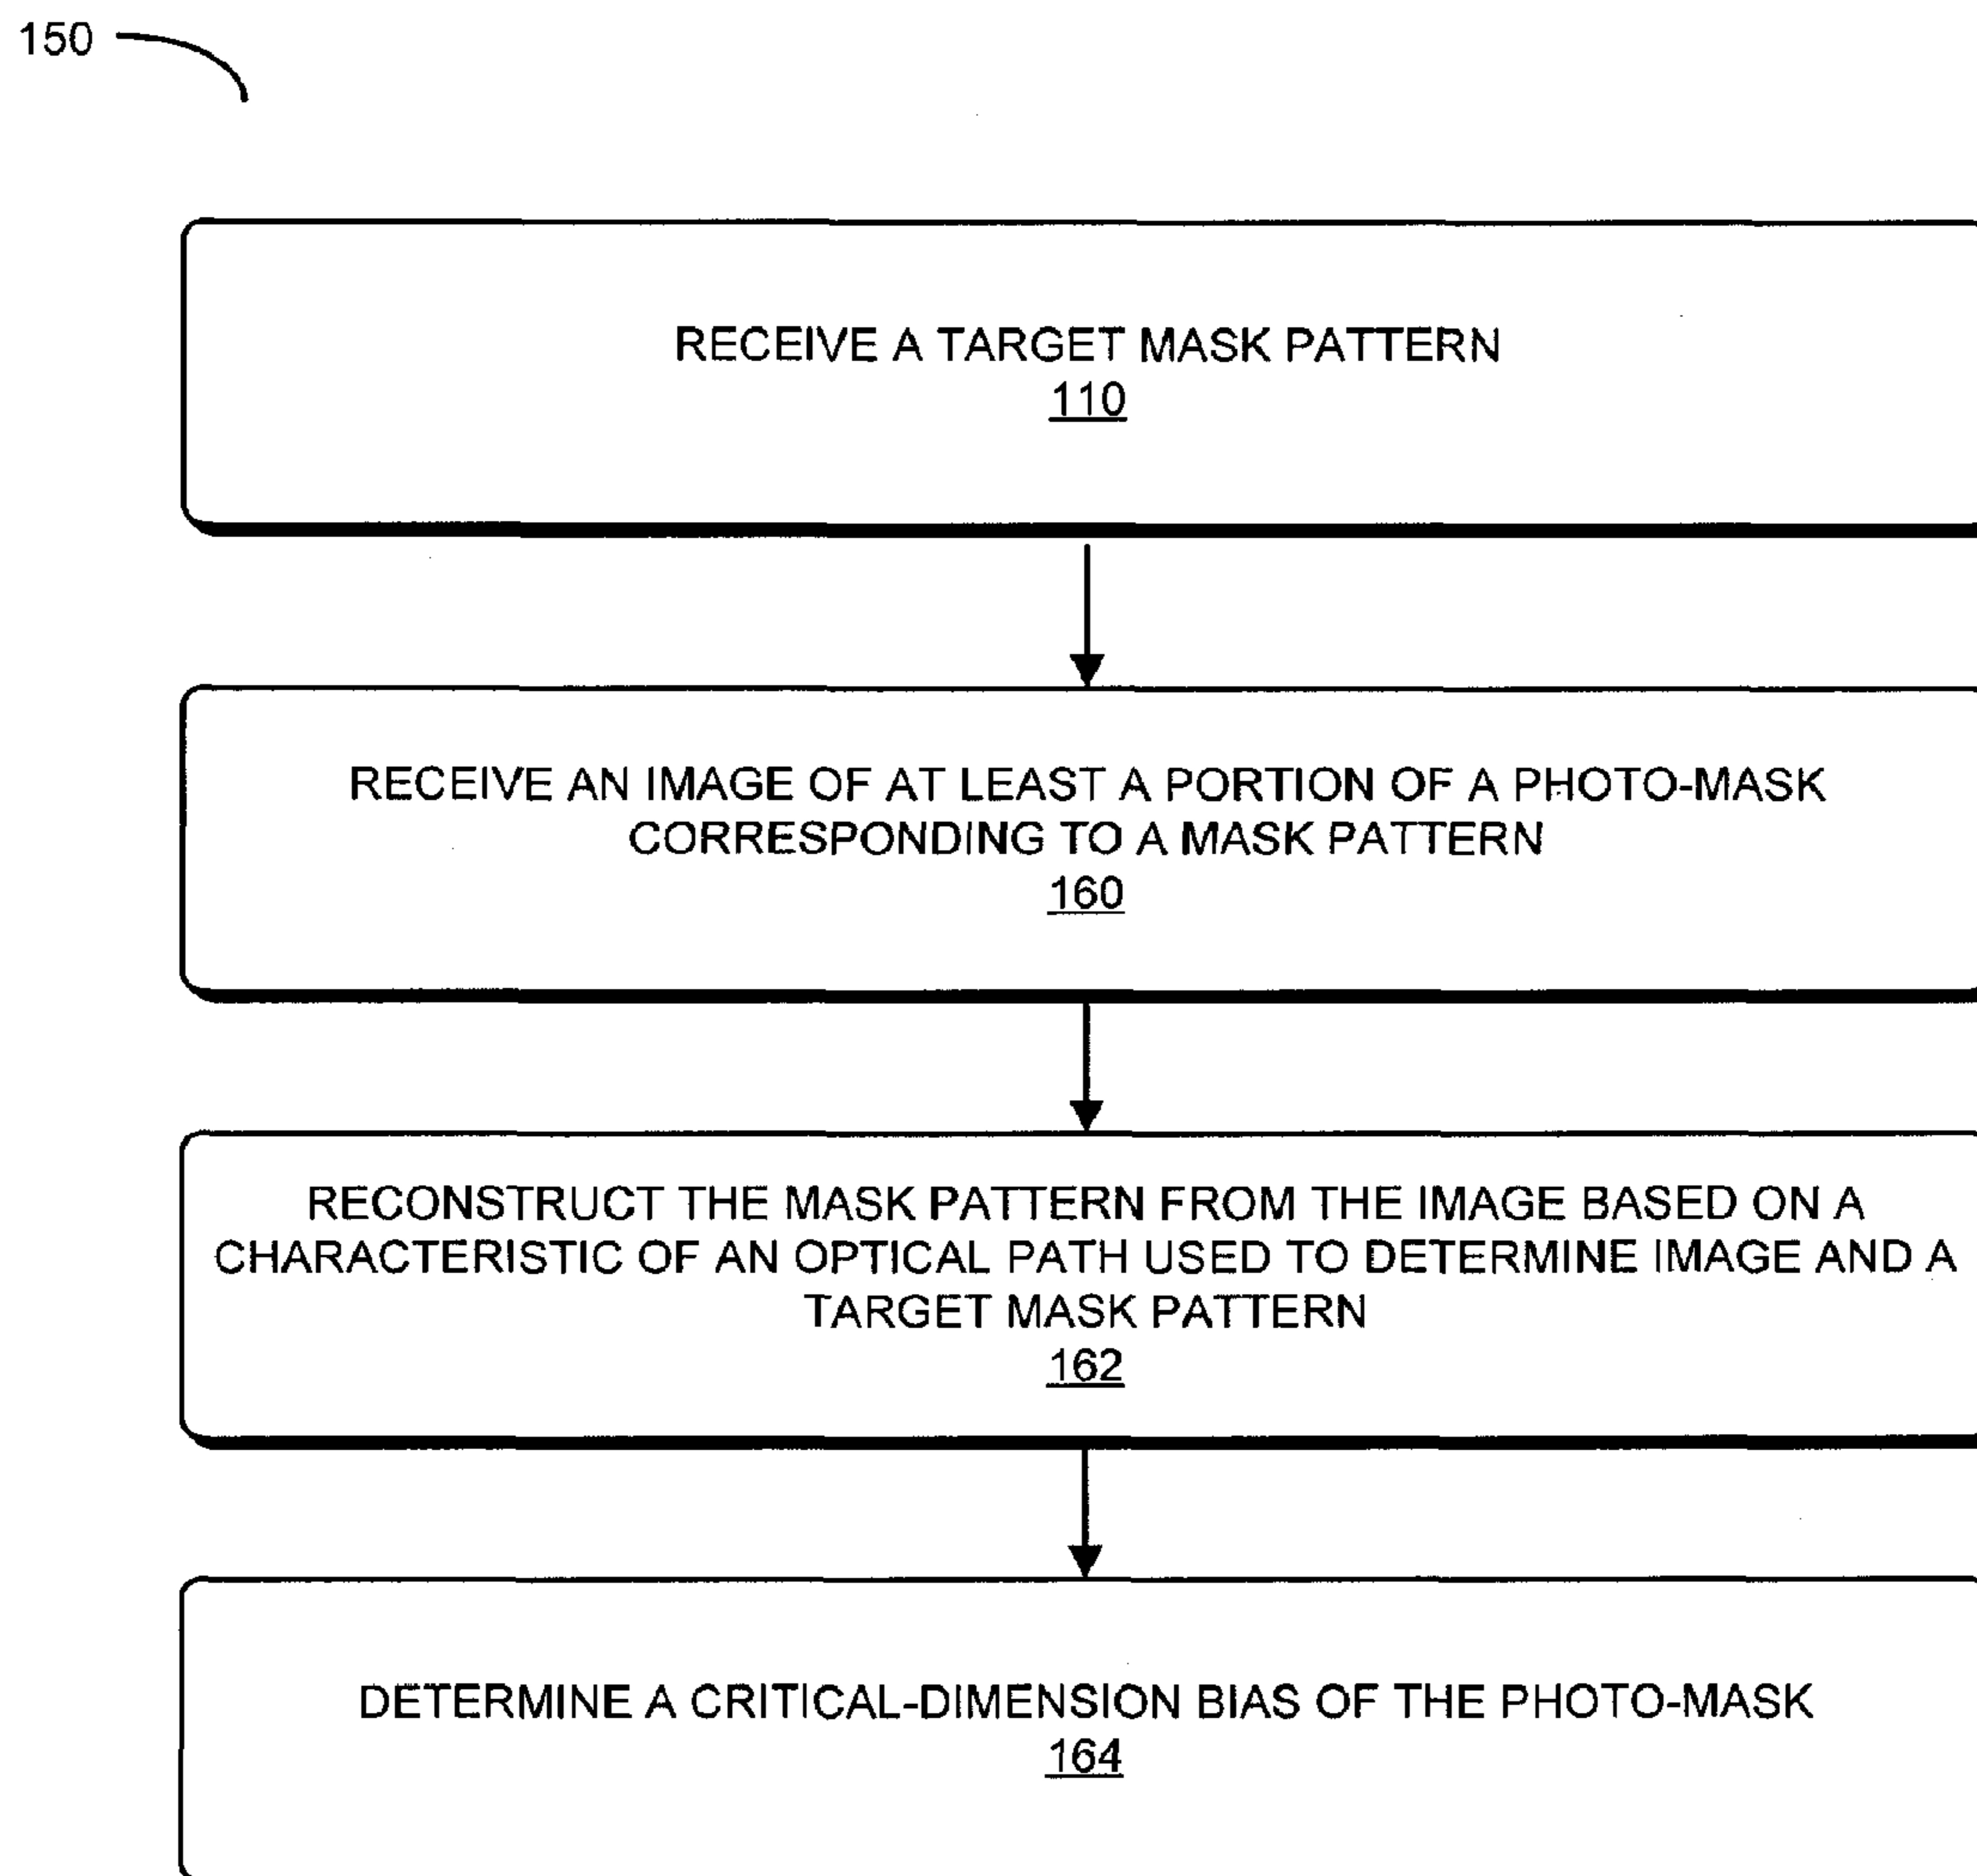 150
RECEIVE A TARGET MASK PATTERN
110
RECEIVE AN IMAGE OF AT LEAST A PORTION OF A PHOTO-MASK
CORRESPONDING TO A MASK PATTERN
160
RECONSTRUCT THE MASK PATTERN FROM THE IMAGE BASED ON A
CHARACTERISTIC OF AN OPTICAL PATH USED TO DETERMINE IMAGE AND A
TARGET MASK PATTERN
162
DETERMINE A CRITICAL-DIMENSION BIAS OF THE PHOTO-MASK
164